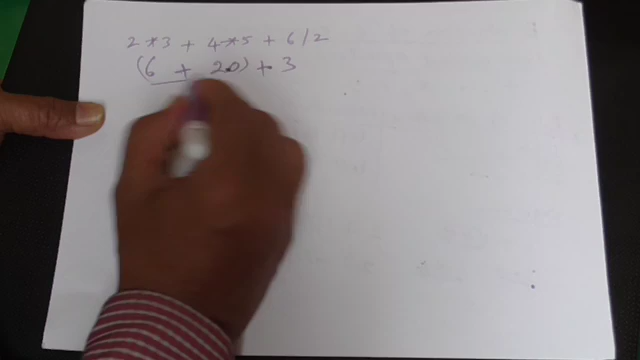 2*3 + 4*5 + 6/2
(6 + 20) + 3